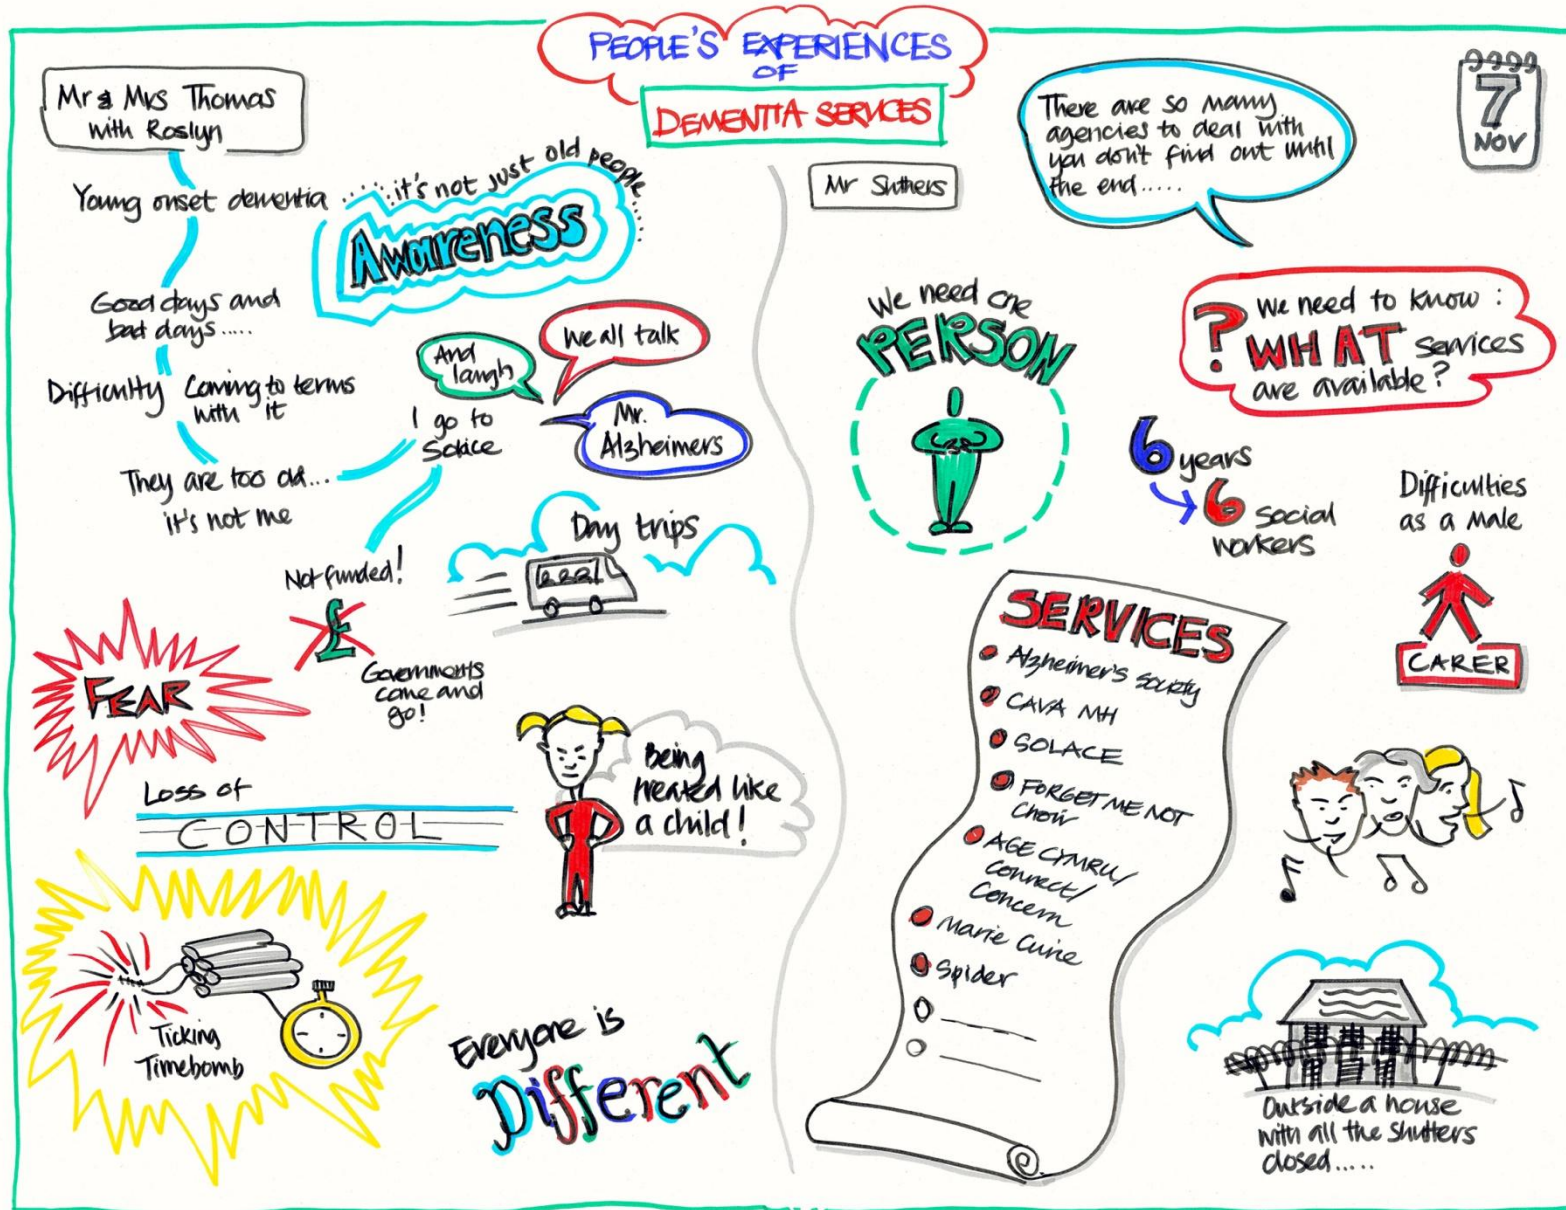 PEOPLE'S EXPERIENCES
OF
DEMENTIA SERVICES
Mr & Mrs Thomas
with Roslyn
Young onset dementia
....it's not just old people....
Awareness
Good days and
bad days.....
Difficulty Coming to terms
with it
They are too old...
it's not me
I go to
Solace
And
laugh
We all talk
Mr.
Alzheimers
Day trips
Not funded!
£
Governments
come and
go!
FEAR
Loss of
CONTROL
Being
treated like
a child!
Ticking
Timebomb
Everyone is
Different
Mr Suthers
There are so many
agencies to deal with
you don't find out until
the end.....
7
NOV
We need one
PERSON
? We need to know:
WHAT services
are available?
6 years
6 social
workers
Difficulties
as a male
CARER
SERVICES
Alzheimer's Society
CAVA MH
SOLACE
FORGET ME NOT
Choir
AGE CYMRU/
Connect/
Concern
Marie Curie
Spider
Outside a house
with all the shutters
closed.....